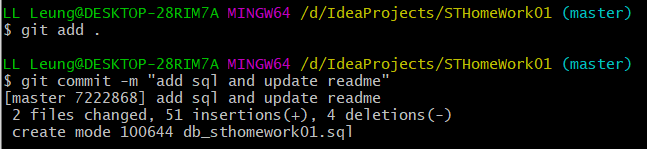 LL Leung@DESKTOP-28RIM7A MINGW64 /d/IdeaProjects/STHomeWork01 (master)
$ git add .
LL Leung@DESKTOP-28RIM7A MINGW64 /d/IdeaProjects/STHomeWork01 (master)
$ git commit -m "add sql and update readme"
[master 7222868] add sql and update readme
 2 files changed, 51 insertions(+), 4 deletions(-)
 create mode 100644 db_sthomework01.sql